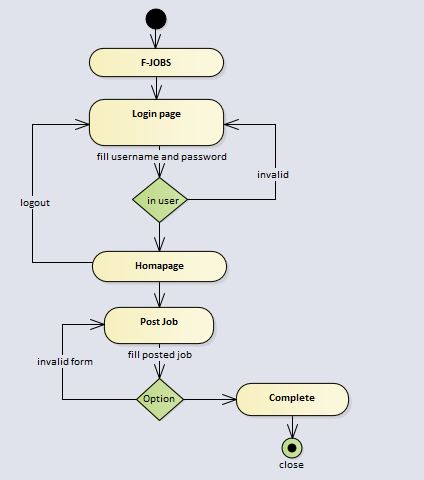 F-JOBS
Login page
fill username and password
invalid
in user
logout
Homapage
Post Job
fill posted job
invalid form
Option
Complete
close